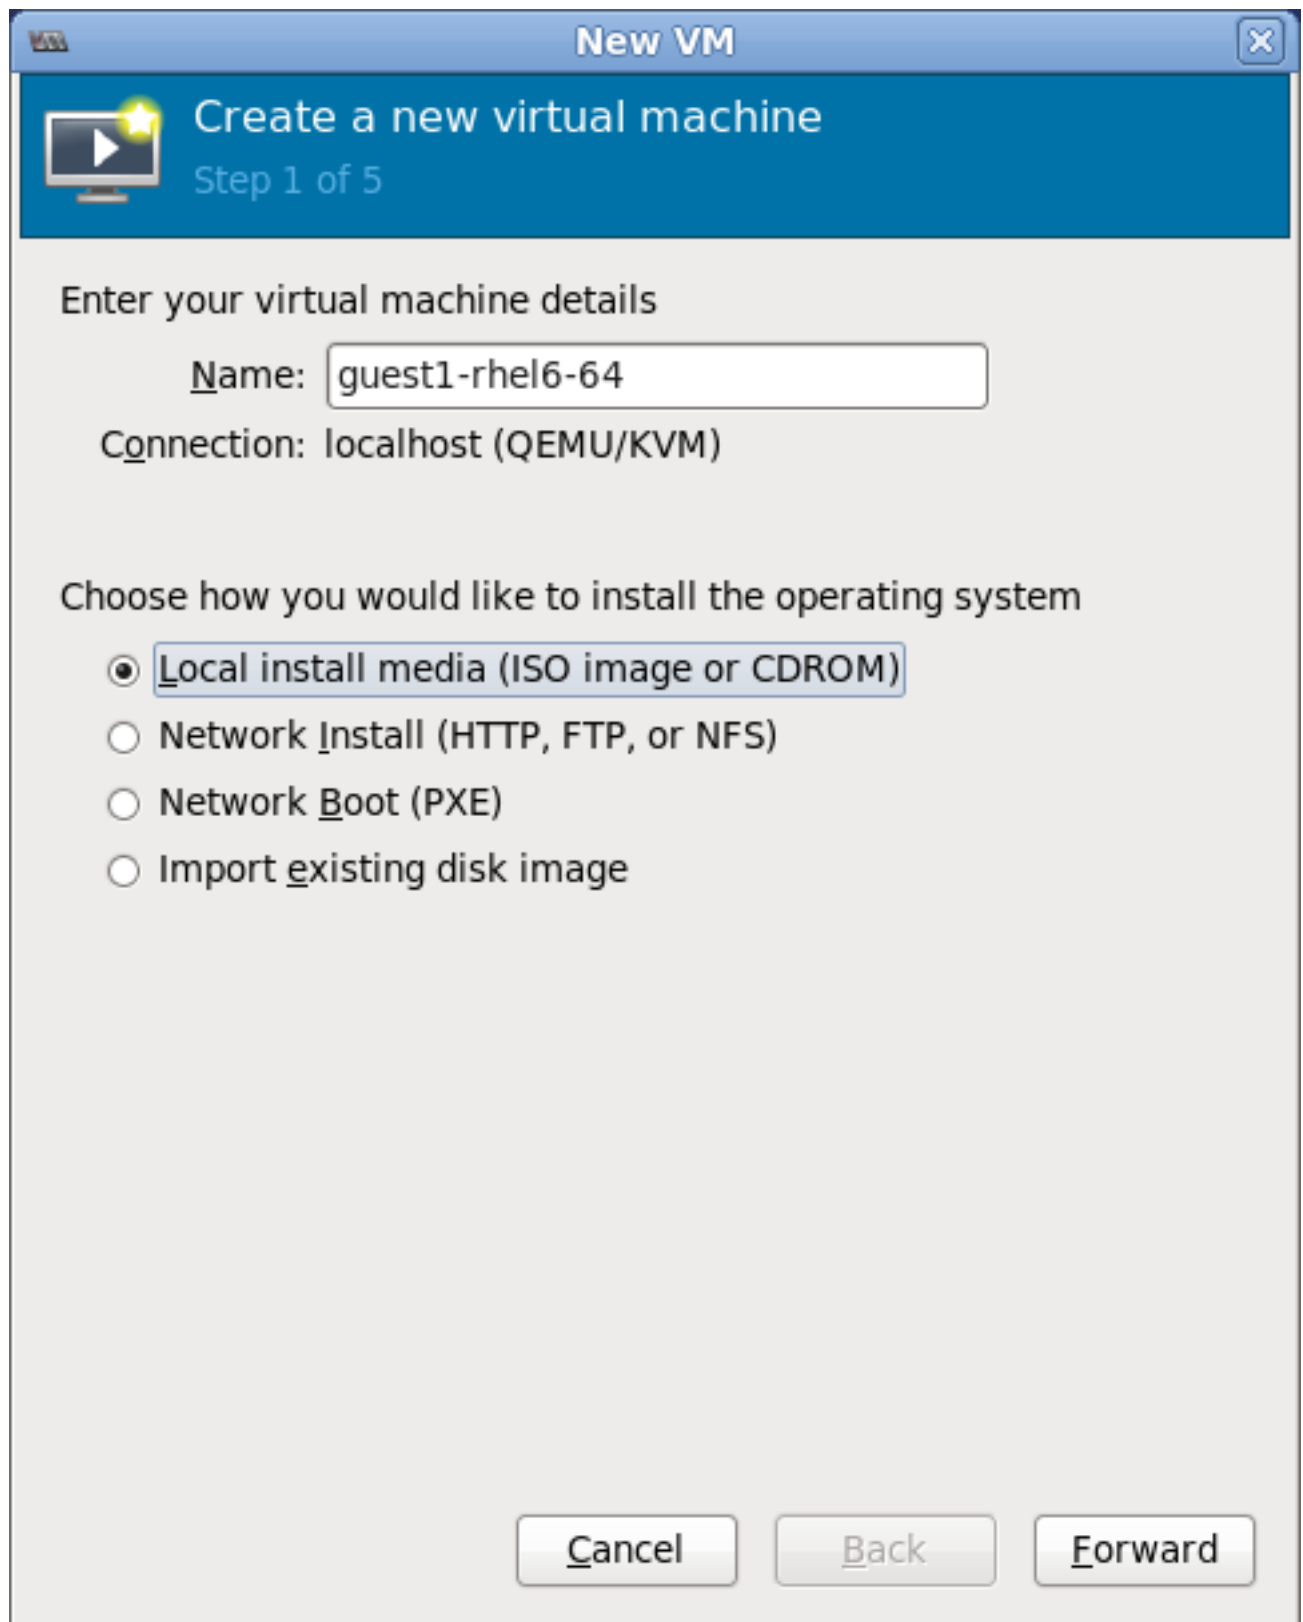 New VM
Create a new virtual machine
Step 1 of 5
Enter your virtual machine details
Name: guest1-rhel6-64
Connection: localhost (QEMU/KVM)
Choose how you would like to install the operating system
Local install media (ISO image or CDROM)
Network Install (HTTP, FTP, or NFS)
Network Boot (PXE)
Import existing disk image
Cancel Back Forward